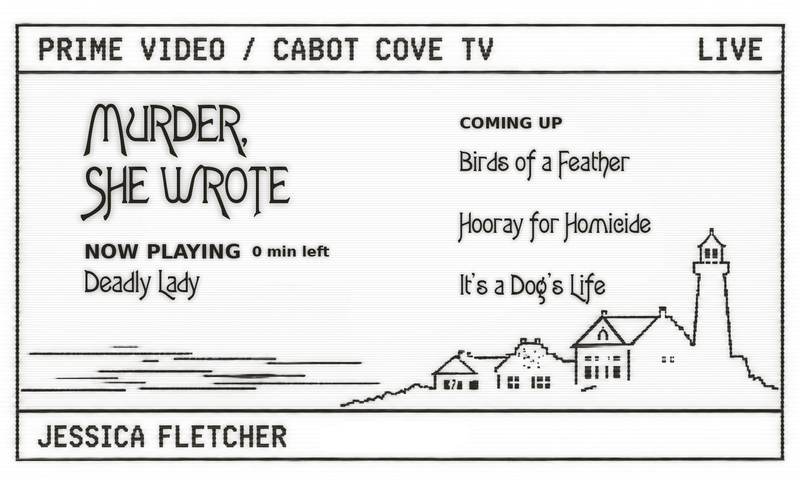 PRIME VIDEO / CABOT COVE TV LIVE
MURDER,
SHE WROTE
NOW PLAYING 0 min left
Deadly Lady
COMING UP
Birds of a Feather
Hooray for Homicide
It's a Dog's Life
JESSICA FLETCHER